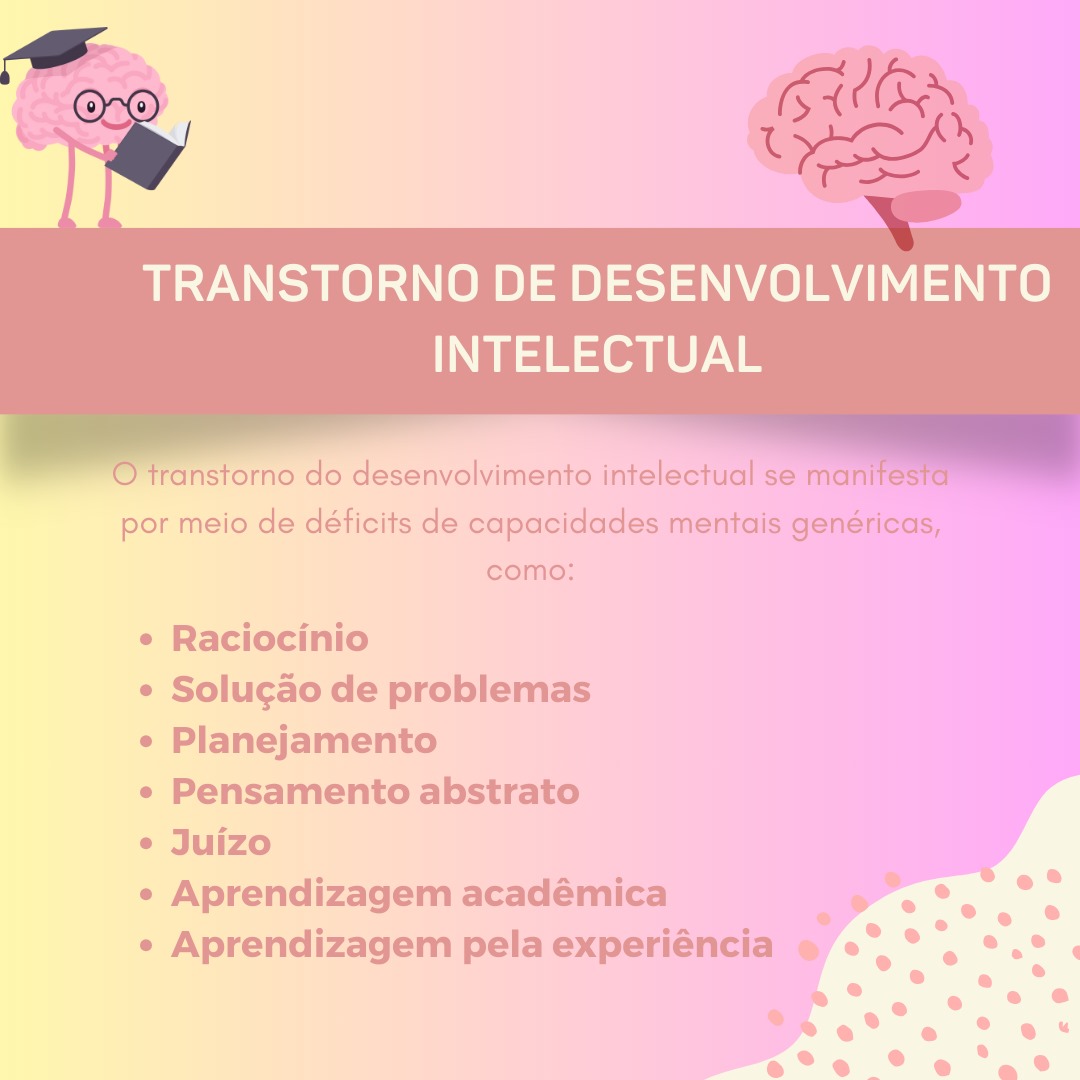 TRANSTORNO DE DESENVOLVIMENTO
INTELECTUAL
O transtorno do desenvolvimento intelectual se manifesta
por meio de déficits de capacidades mentais genéricas,
como:
• Raciocínio
• Solução de problemas
• Planejamento
• Pensamento abstrato
• Juízo
• Aprendizagem acadêmica
• Aprendizagem pela experiência